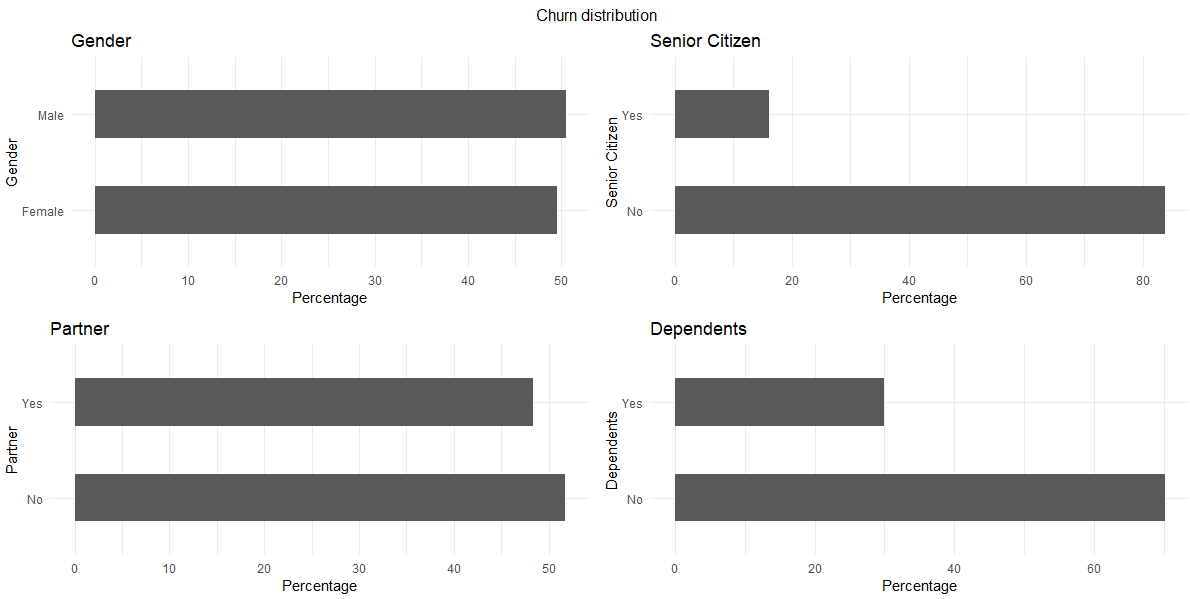 Churn distribution
Gender
Gender
Male
Female
0 10 20 30 40 50
Percentage
Senior Citizen
Senior Citizen
Yes
No
0 20 40 60 80
Percentage
Partner
Partner
Yes
No
0 10 20 30 40 50
Percentage
Dependents
Dependents
Yes
No
0 20 40 60
Percentage